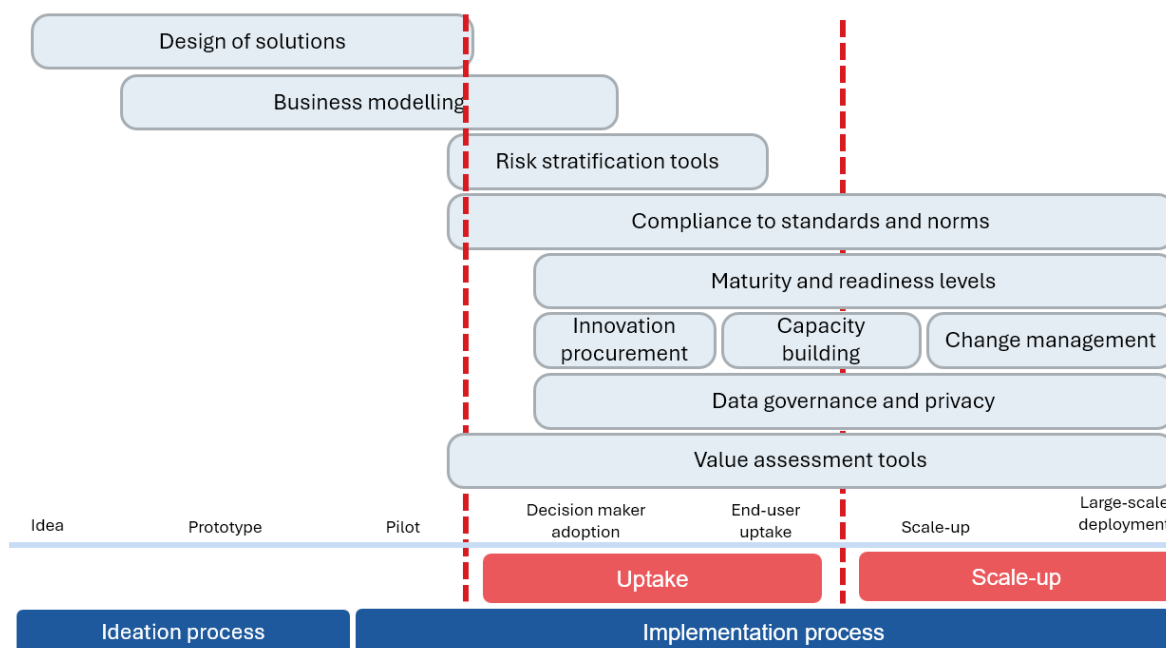 Design of solutions
Business modelling
Risk stratification tools
Compliance to standards and norms
Maturity and readiness levels
Innovation
procurement
Capacity
building
Change management
Data governance and privacy
Value assessment tools
Idea
Prototype
Pilot
Decision maker
adoption
End-user
uptake
Scale-up
Large-scale
deployment
Uptake
Scale-up
Ideation process
Implementation process